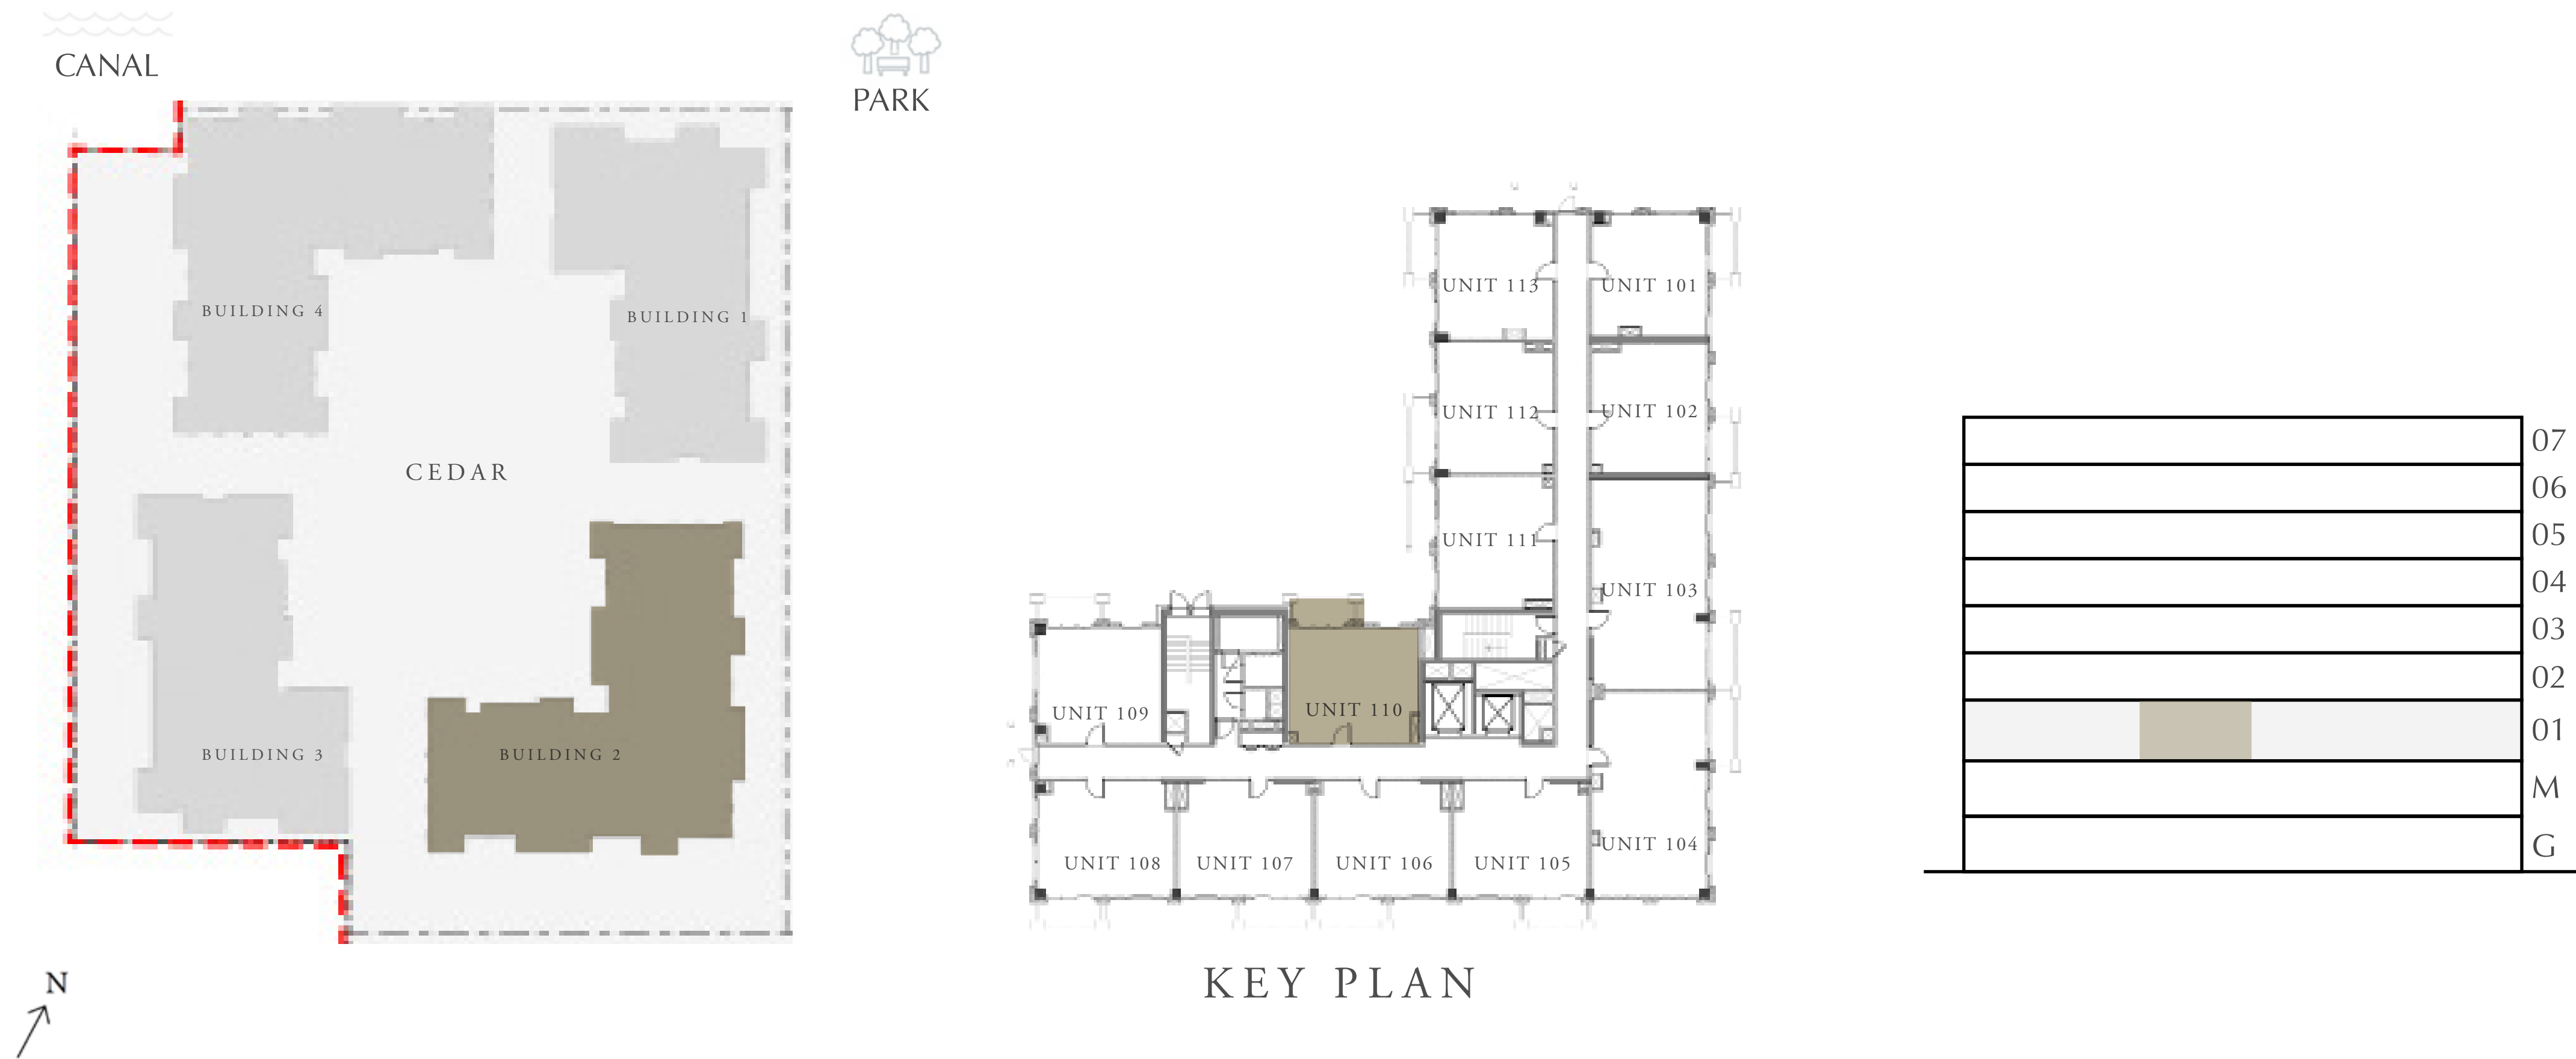 CANAL
PARK
BUILDING 4
BUILDING 1
CEDAR
BUILDING 3
BUILDING 2
N
UNIT 113
UNIT 101
UNIT 112
UNIT 102
UNIT 111
UNIT 103
UNIT 109
UNIT 110
UNIT 108
UNIT 107
UNIT 106
UNIT 105
UNIT 104
KEY PLAN
07
06
05
04
03
02
01
M
G